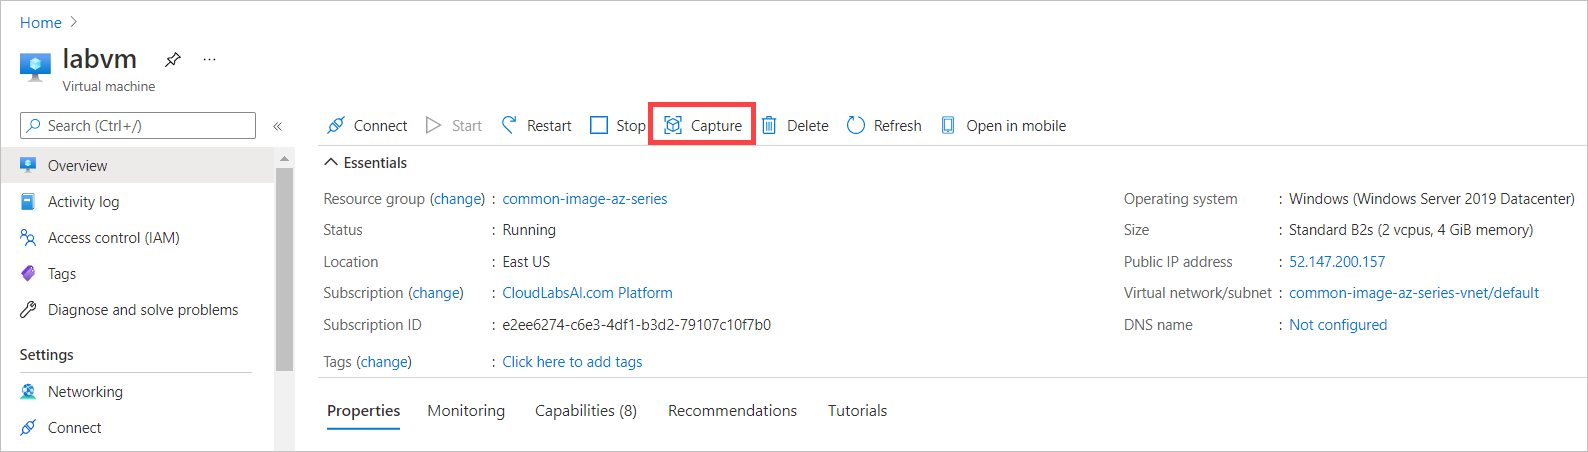 Home
labvm
Virtual machine
Search (Ctrl+/)
Overview
Activity log
Access control (IAM)
Tags
Diagnose and solve problems
Settings
Networking
Connect
Connect Start Restart Stop Capture Delete Refresh Open in mobile
Essentials
Resource group (change) : common-image-az-series
Status : Running
Location : East US
Subscription (change) : CloudLabsAI.com Platform
Subscription ID : e2ee6274-c6e3-4df1-b3d2-79107c10f7b0
Tags (change) : Click here to add tags
Operating system : Windows (Windows Server 2019 Datacenter)
Size : Standard B2s (2 vcpus, 4 GiB memory)
Public IP address : 52.147.200.157
Virtual network/subnet : common-image-az-series-vnet/default
DNS name : Not configured
Properties Monitoring Capabilities (8) Recommendations Tutorials